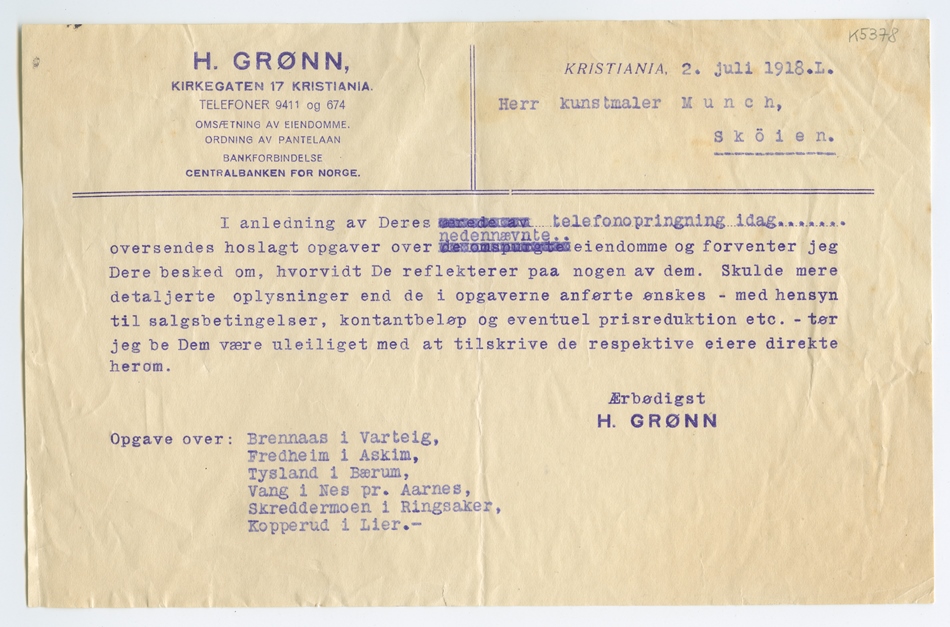 K5378
H. GRØNN,
KIRKEGATEN 17 KRISTIANIA.
TELEFONER 9411 og 674
OMSÆTNING AV EIENDOMME.
ORDNING AV PANTELAAN
BANKFORBINDELSE
CENTRALBANKEN FOR NORGE.
KRISTIANIA, 2. juli 1918.L.
Herr kunstmaler Munch,
Sköien.
I anledning av Deres telefonopringning idag.......
nedennævnte..
oversendes hoslagt opgaver over de omspurgte eiendomme og forventer jeg
Dere besked om, hvorvidt De reflekterer paa nogen av dem. Skulde mere
detaljerte oplysninger end de i opgaverne anførte ønskes - med hensyn
til salgsbetingelser, kontantbeløp og eventuel prisreduktion etc. - tør
jeg be Dem være uleiliget med at tilskrive de respektive eiere direkte
herom.
Ærbødigst
H. GRØNN
Opgave over: Brennaas i Varteig,
Fredheim i Askim,
Tysland i Bærum,
Vang i Nes pr. Aarnes,
Skreddermoen i Ringsaker,
Kopperud i Lier.-